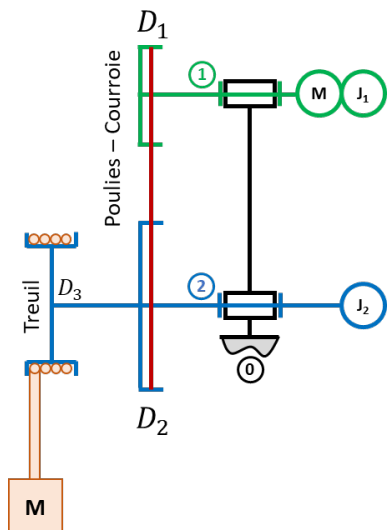 D₁
Poulies – Courroie
1
M
J₁
Treuil
D₃
2
J₂
0
D₂
M